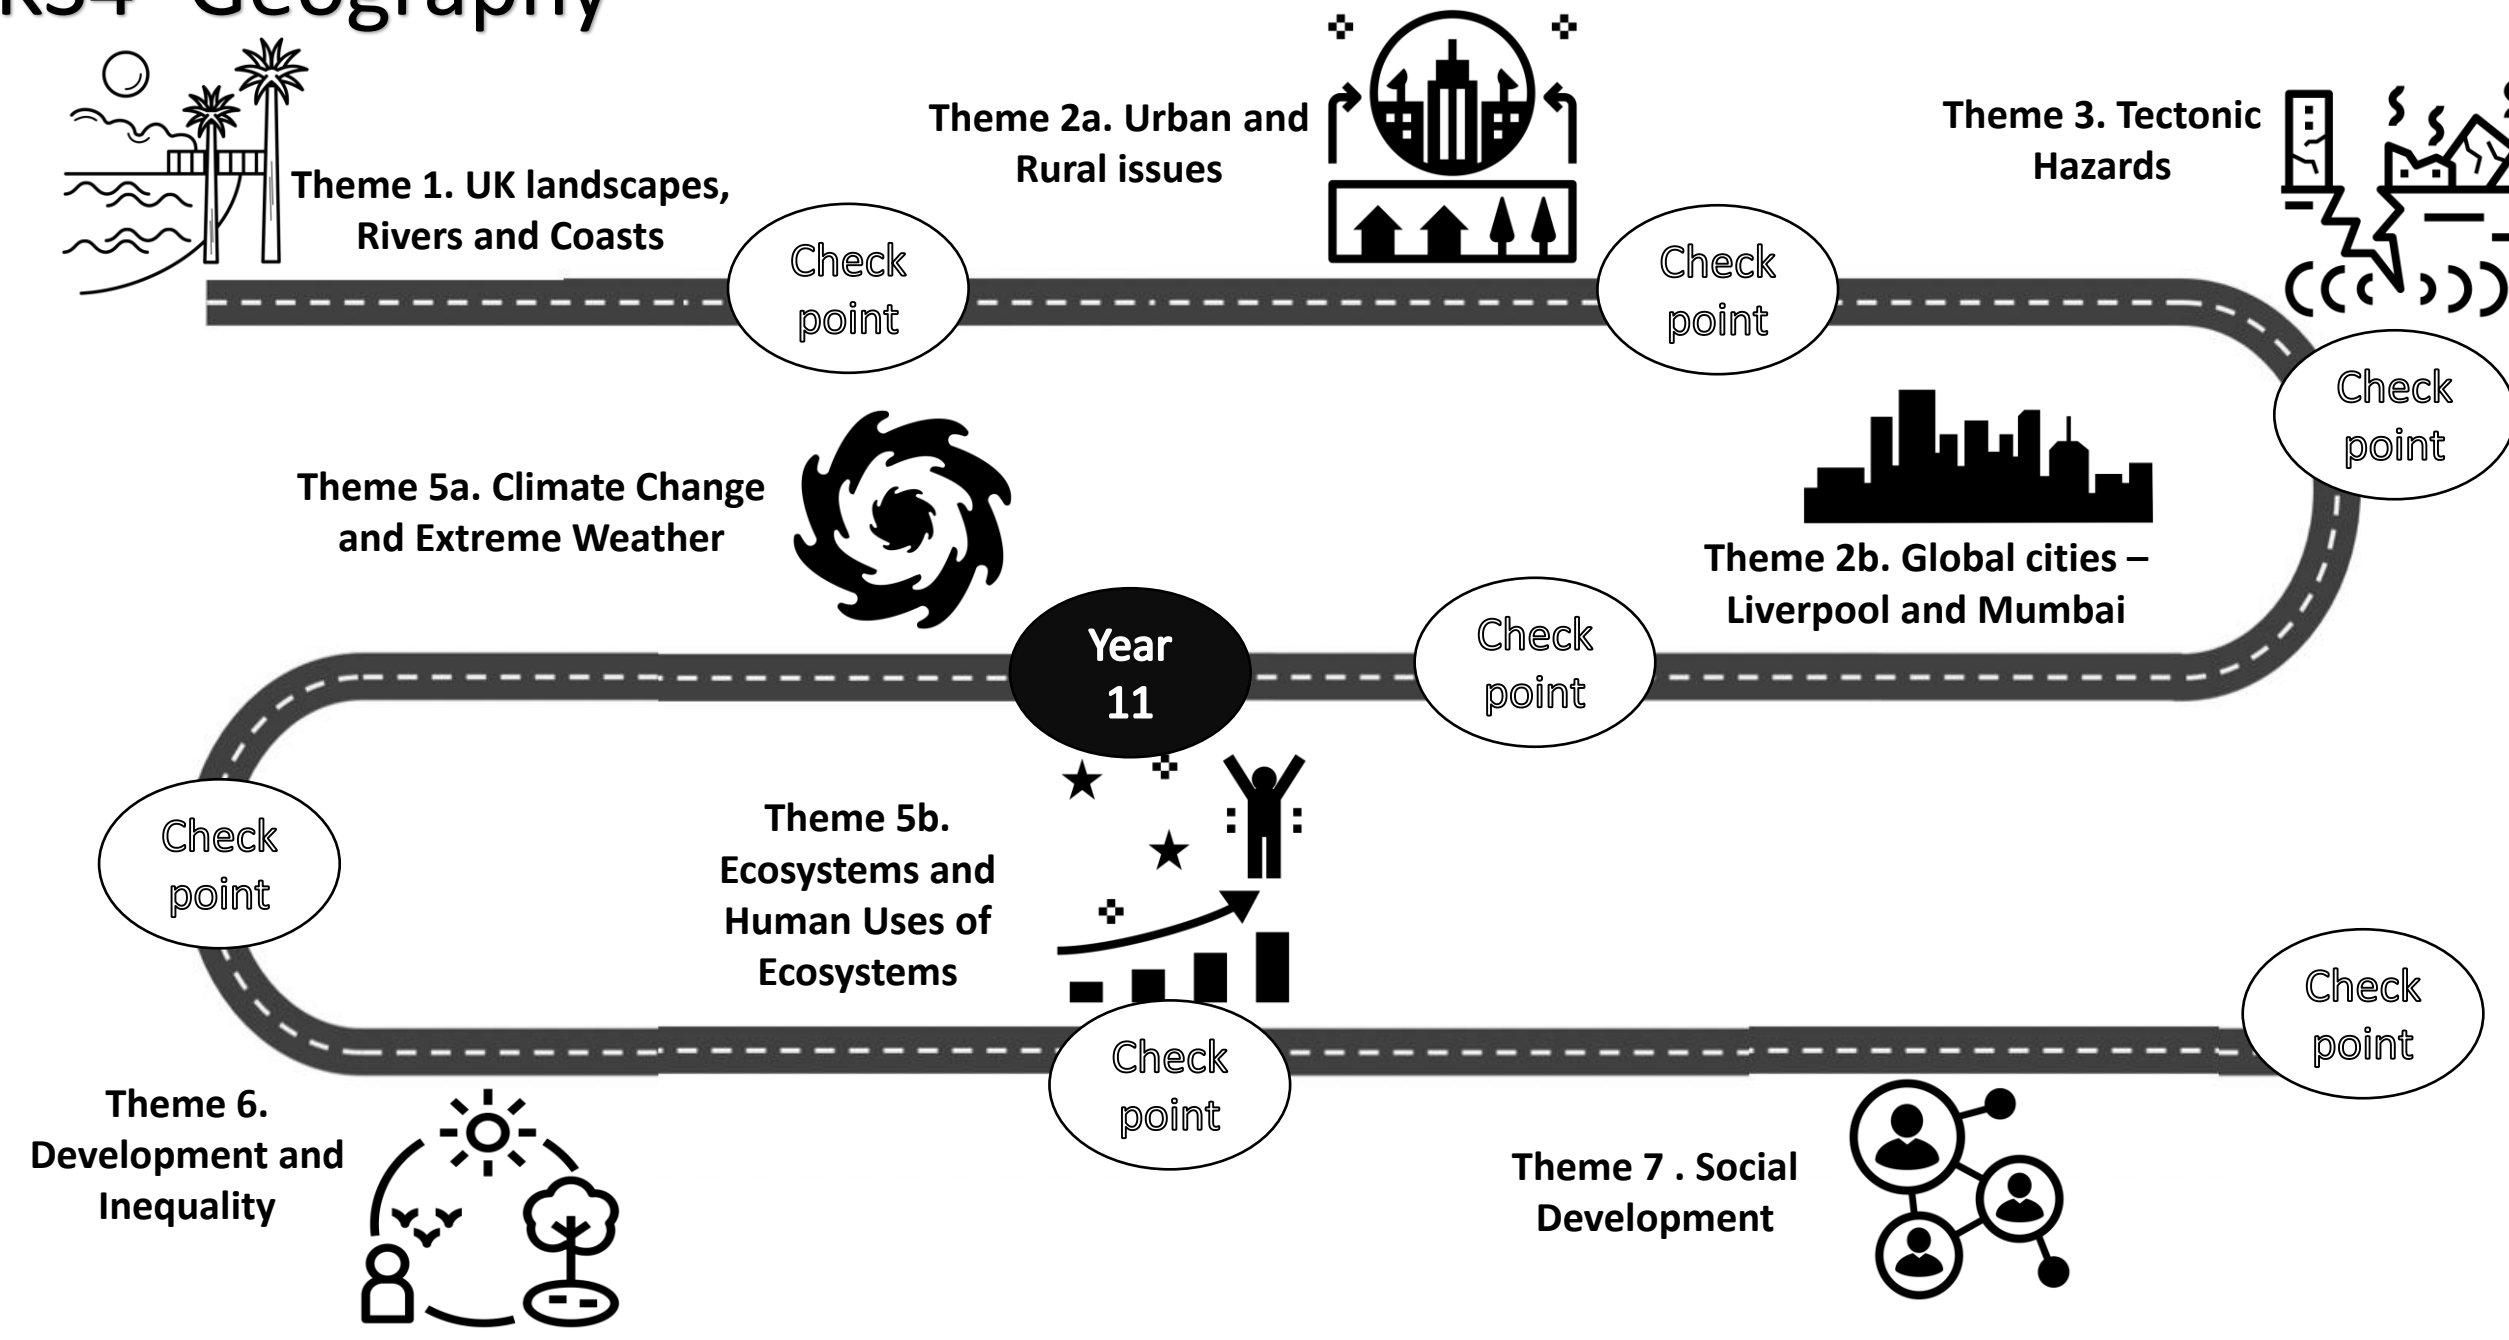 KS4 Geography
Theme 1. UK landscapes,
Rivers and Coasts
Check
point
Theme 2a. Urban and
Rural issues
Check
point
Theme 3. Tectonic
Hazards
Check
point
Theme 2b. Global cities –
Liverpool and Mumbai
Check
point
Year
11
Theme 5a. Climate Change
and Extreme Weather
Check
point
Theme 5b.
Ecosystems and
Human Uses of
Ecosystems
Theme 6.
Development and
Inequality
Check
point
Theme 7 . Social
Development
Check
point